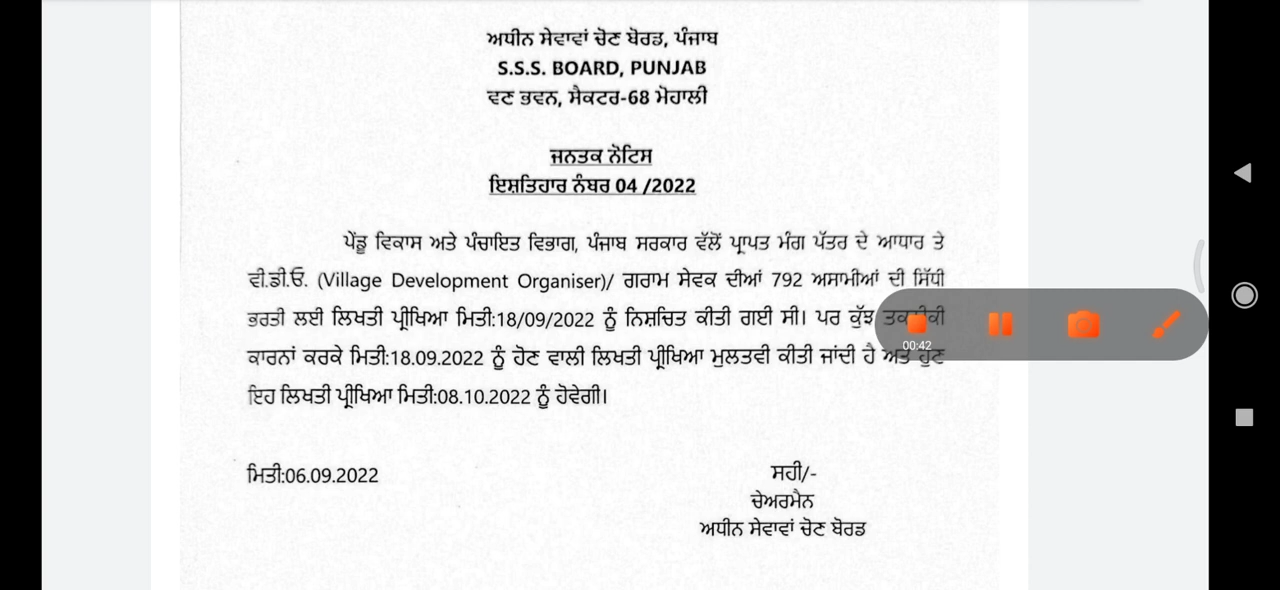 ਅਧੀਨ ਸੇਵਾਵਾਂ ਚੋਣ ਬੋਰਡ, ਪੰਜਾਬ
S.S.S. BOARD, PUNJAB
ਵਣ ਭਵਨ, ਸੈਕਟਰ-68 ਮੋਹਾਲੀ
ਜਨਤਕ ਨੋਟਿਸ
ਇਸ਼ਤਿਹਾਰ ਨੰਬਰ 04 /2022
ਪੇਂਡੂ ਵਿਕਾਸ ਅਤੇ ਪੰਚਾਇਤ ਵਿਭਾਗ, ਪੰਜਾਬ ਸਰਕਾਰ ਵੱਲੋਂ ਪ੍ਰਾਪਤ ਮੰਗ ਪੱਤਰ ਦੇ ਆਧਾਰ ਤੇ
ਵੀ.ਡੀ.ਓ. (Village Development Organiser)/ ਗਰਾਮ ਸੇਵਕ ਦੀਆਂ 792 ਅਸਾਮੀਆਂ ਦੀ ਸਿੱਧੀ
ਭਰਤੀ ਲਈ ਲਿਖਤੀ ਪ੍ਰੀਖਿਆ ਮਿਤੀ:18/09/2022 ਨੂੰ ਨਿਸ਼ਚਿਤ ਕੀਤੀ ਗਈ ਸੀ। ਪਰ ਕੁੱਝ
ਕਾਰਨਾਂ ਕਰਕੇ ਮਿਤੀ:18.09.2022 ਨੂੰ ਹੋਣ ਵਾਲੀ ਲਿਖਤੀ ਪ੍ਰੀਖਿਆ ਮੁਲਤਵੀ ਕੀਤੀ ਜਾਂਦੀ ਹੈ ਅਤੇ ਹੁਣ
ਇਹ ਲਿਖਤੀ ਪ੍ਰੀਖਿਆ ਮਿਤੀ:08.10.2022 ਨੂੰ ਹੋਵੇਗੀ।
00:42
ਮਿਤੀ:06.09.2022
ਸਹੀ/-
ਚੇਅਰਮੈਨ
ਅਧੀਨ ਸੇਵਾਵਾਂ ਚੋਣ ਬੋਰਡ